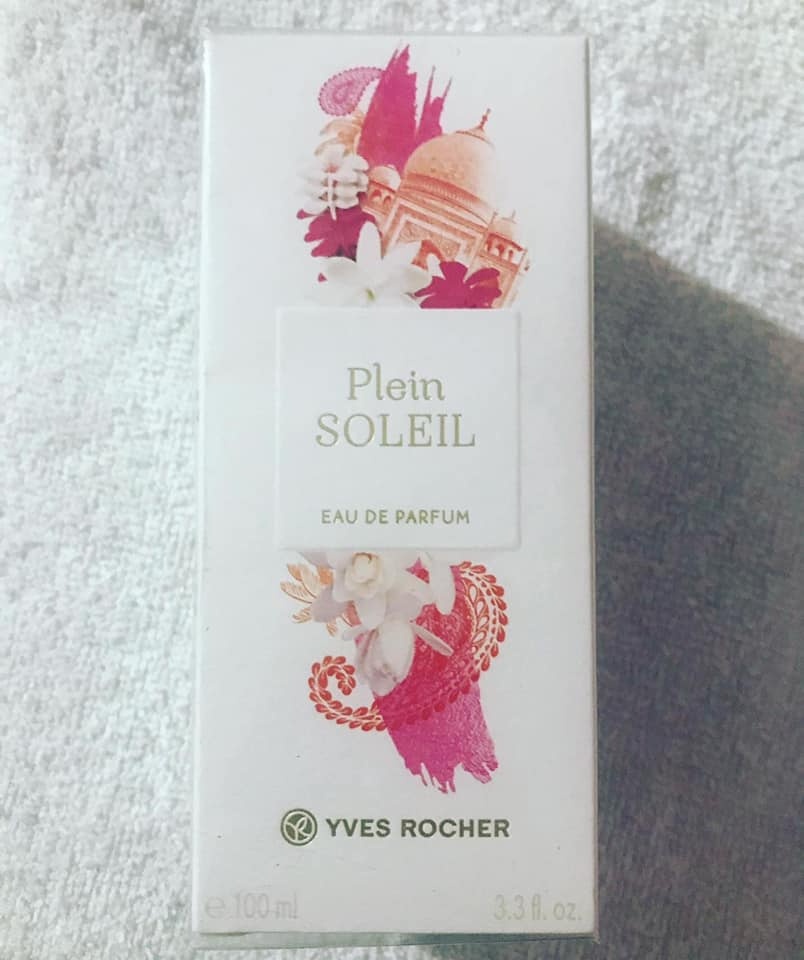 Plein
SOLEIL
EAU DE PARFUM
YVES ROCHER
℮ 100 ml 3.3 fl. oz.